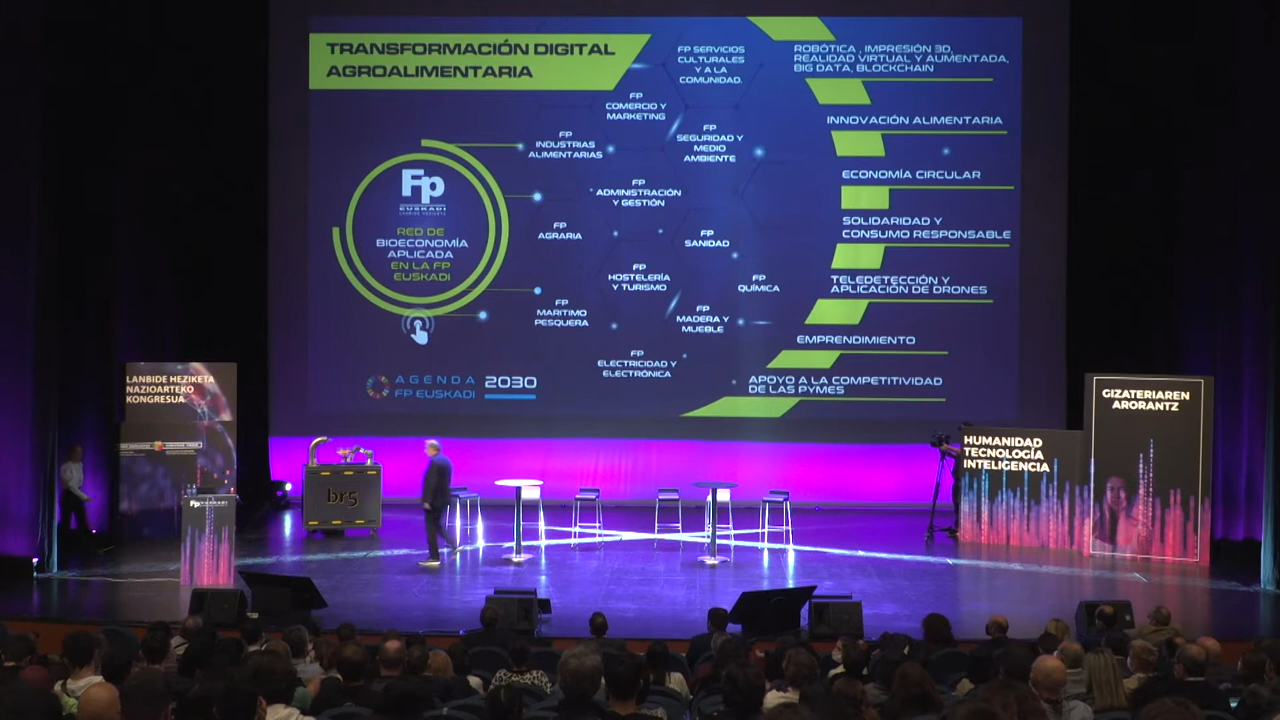 TRANSFORMACIÓN DIGITAL
AGROALIMENTARIA
FP SERVICIOS
CULTURALES
Y A LA
COMUNIDAD.
FP
COMERCIO Y
MARKETING
FP
INDUSTRIAS
ALIMENTARIAS
FP
SEGURIDAD Y
MEDIO
AMBIENTE
FP
ADMINISTRACIÓN
Y GESTIÓN
FP
AGRARIA
FP
SANIDAD
FP
HOSTELERÍA
Y TURISMO
FP
QUÍMICA
FP
MARITIMO
PESQUERA
FP
MADERA Y
MUEBLE
FP
ELECTRICIDAD Y
ELECTRÓNICA
Fp
EUSKADI
LANBIDE HEZIKETA
RED DE
BIOECONOMÍA
APLICADA
EN LA FP
EUSKADI
AGENDA
FP EUSKADI
2030
ROBÓTICA , IMPRESIÓN 3D,
REALIDAD VIRTUAL Y AUMENTADA,
BIG DATA, BLOCKCHAIN
INNOVACIÓN ALIMENTARIA
ECONOMÍA CIRCULAR
SOLIDARIDAD Y
CONSUMO RESPONSABLE
TELEDETECCIÓN Y
APLICACIÓN DE DRONES
EMPRENDIMIENTO
APOYO A LA COMPETITIVIDAD
DE LAS PYMES
LANBIDE HEZIKETA
NAZIOARTEKO
KONGRESUA
Fp EUSKADI
br5
HUMANIDAD
TECNOLOGÍA
INTELIGENCIA
GIZATERIAREN
ARORANTZ